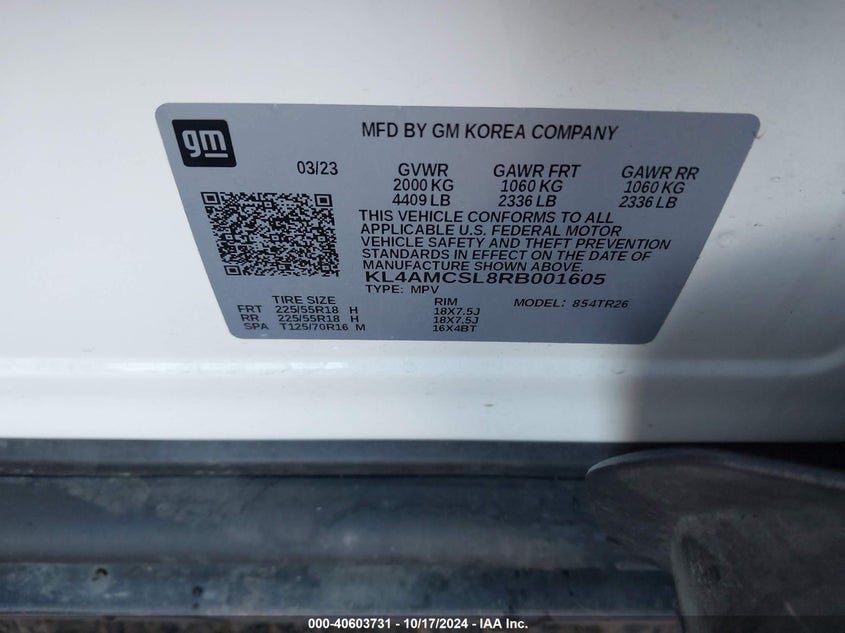 gm
MFD BY GM KOREA COMPANY
03/23 GVWR GAWR FRT GAWR RR
2000 KG 1060 KG 1060 KG
4409 LB 2336 LB 2336 LB
THIS VEHICLE CONFORMS TO ALL
APPLICABLE U.S. FEDERAL MOTOR
VEHICLE SAFETY AND THEFT PREVENTION
STANDARDS IN EFFECT ON THE DATE OF
MANUFACTURE SHOWN ABOVE.
KL4AMCSL8RB001605
TYPE: MPV
TIRE SIZE RIM MODEL: 854TR26
FRT 225/55R18 H 18X7.5J
RR 225/55R18 H 18X7.5J
SPA T125/70R16 M 16X4BT
000-40603731 - 10/17/2024 - IAA Inc.